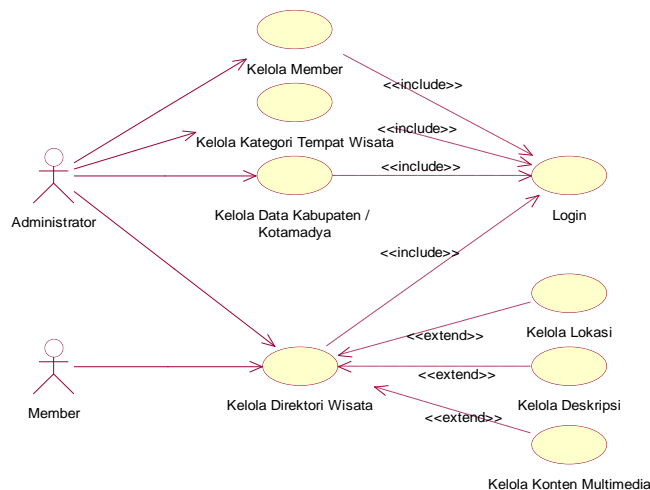 Kelola Member
<<include>>
Kelola Kategori Tempat Wisata
<<include>>
<<include>>
Administrator
Kelola Data Kabupaten /
Kotamadya
Login
<<include>>
Kelola Lokasi
<<extend>>
<<extend>>
Member
Kelola Direktori Wisata
Kelola Deskripsi
<<extend>>
Kelola Konten Multimedia